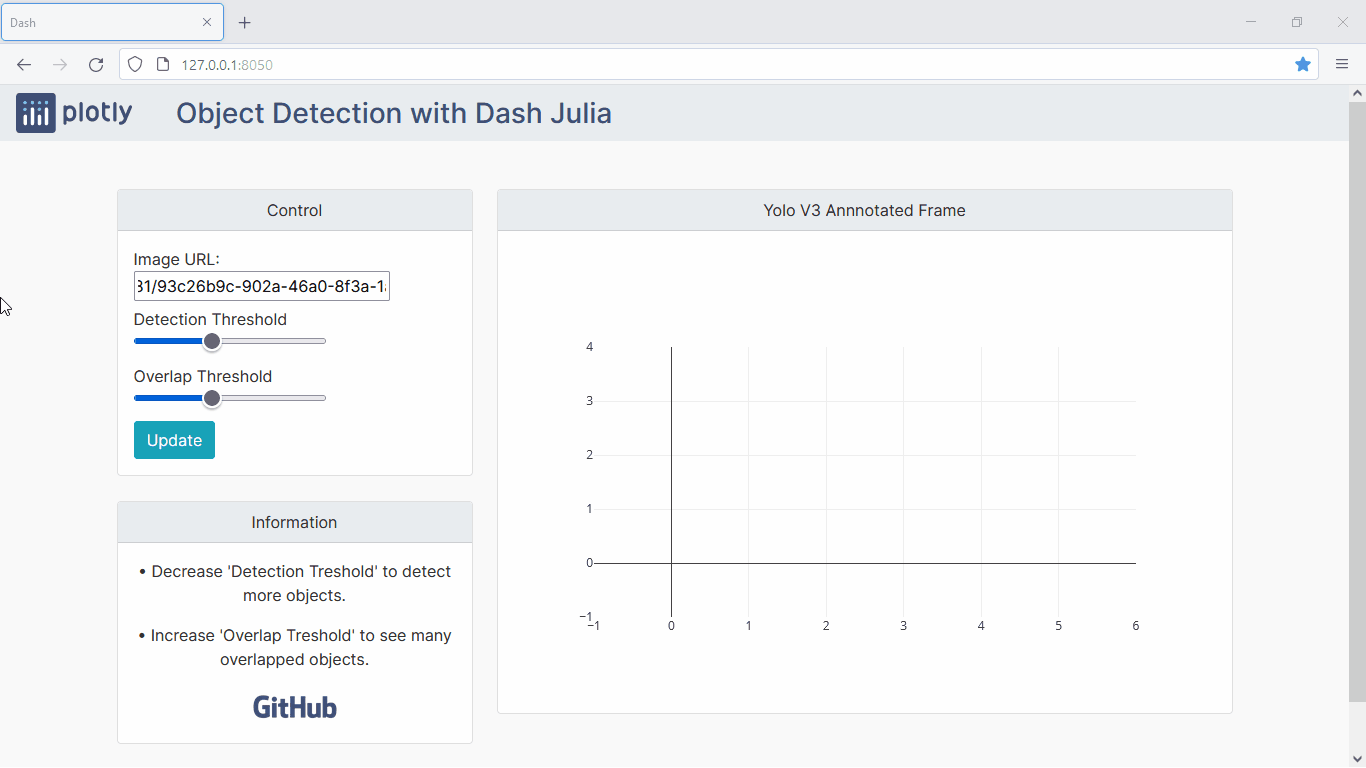 Dash
127.0.0.1:8050
plotly
Object Detection with Dash Julia
Control
Image URL:
31/93c26b9c-902a-46a0-8f3a-1
Detection Threshold
Overlap Threshold
Update
Information
• Decrease 'Detection Treshold' to detect
more objects.
• Increase 'Overlap Treshold' to see many
overlapped objects.
GitHub
Yolo V3 Annnotated Frame
4
3
2
1
0
−1
−1 0 1 2 3 4 5 6